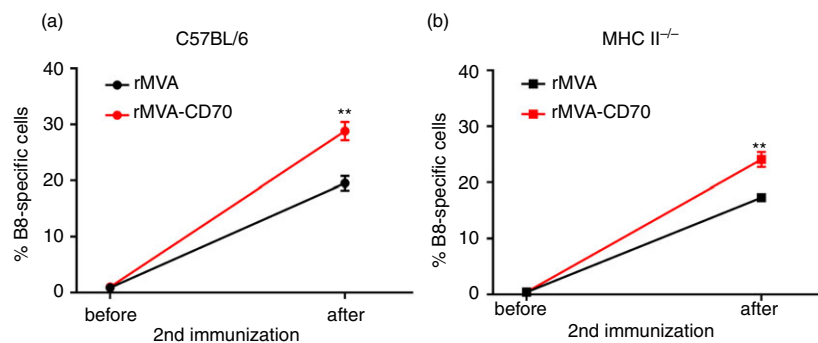 (a)
C57BL/6
% B8-specific cells
40
30
20
10
0
rMVA
rMVA-CD70
**
before
after
2nd immunization
(b)
MHC II–/–
% B8-specific cells
40
30
20
10
0
rMVA
rMVA-CD70
**
before
after
2nd immunization